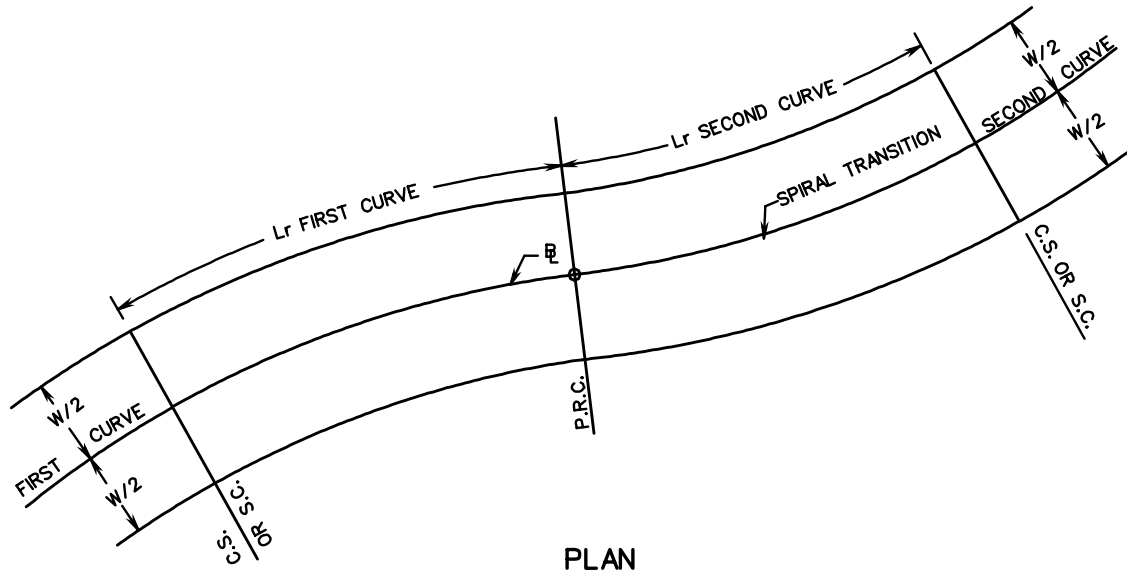 W/2
SECOND CURVE
W/2
Lr SECOND CURVE
SPIRAL TRANSITION
Lr FIRST CURVE
BL
C.S. OR S.C.
P.R.C.
W/2
FIRST CURVE
W/2
C.S.
OR S.C.
PLAN